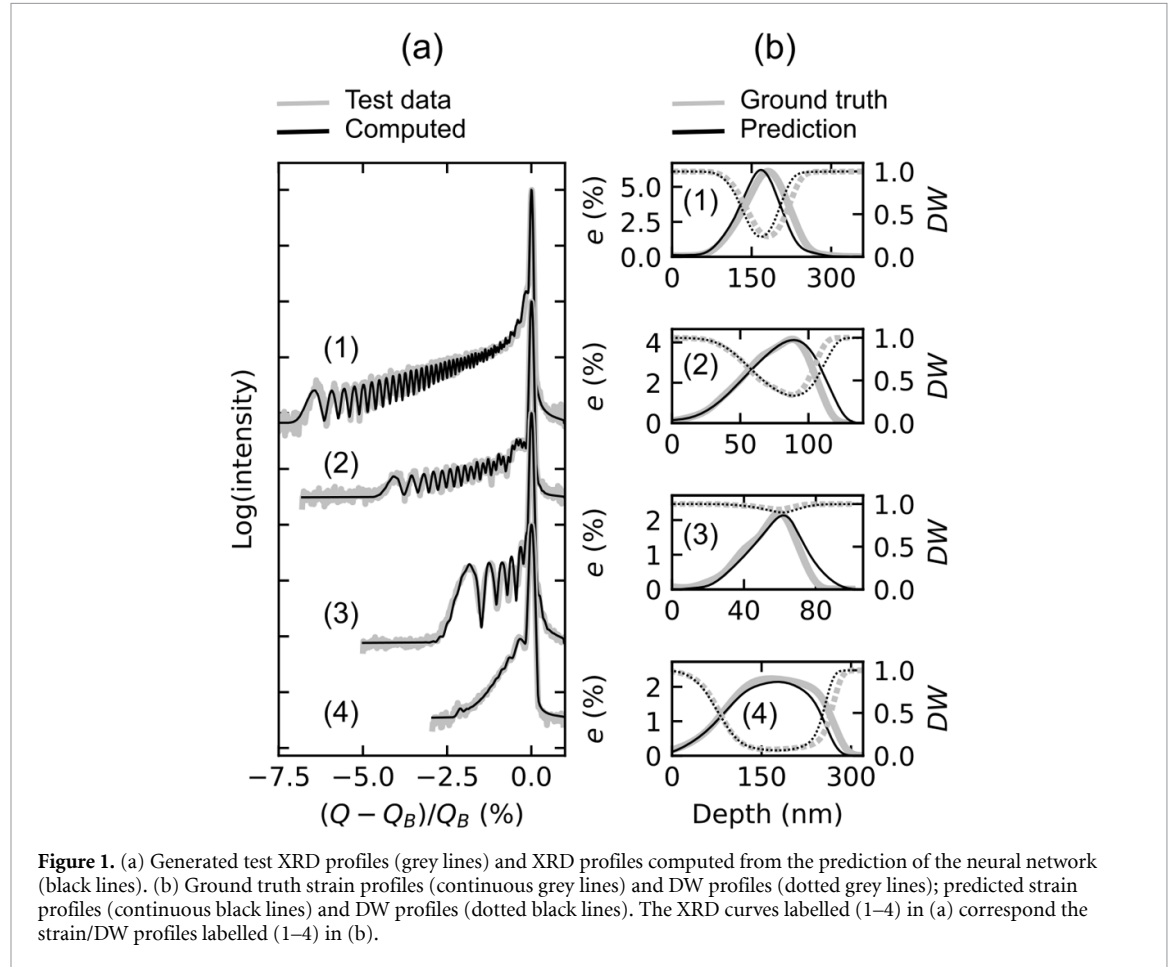 (a)
Test data
Computed
(1)
(2)
(3)
(4)
Log(intensity)
−7.5 −5.0 −2.5 0.0
(Q − Q_B)/Q_B (%)
(b)
Ground truth
Prediction
e (%)
5.0
2.5
0.0
(1)
1.0
0.5
0.0
DW
0 150 300
e (%)
4
2
0
(2)
1.0
0.5
0.0
DW
0 50 100
e (%)
2
1
0
(3)
1.0
0.5
0.0
DW
0 40 80
e (%)
2
1
0
(4)
1.0
0.5
0.0
DW
0 150 300
Depth (nm)
Figure 1. (a) Generated test XRD profiles (grey lines) and XRD profiles computed from the prediction of the neural network
(black lines). (b) Ground truth strain profiles (continuous grey lines) and DW profiles (dotted grey lines); predicted strain
profiles (continuous black lines) and DW profiles (dotted black lines). The XRD curves labelled (1–4) in (a) correspond the
strain/DW profiles labelled (1–4) in (b).